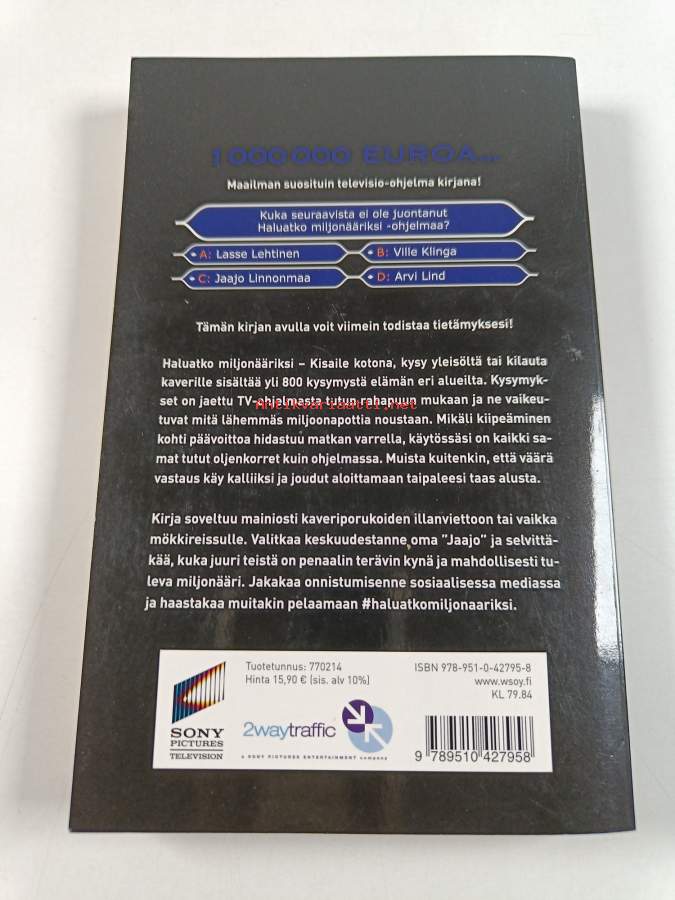 1 000 000 EUROA...
Maailman suosituin televisio-ohjelma kirjana!
Kuka seuraavista ei ole juontanut
Haluatko miljonääriksi -ohjelmaa?
A: Lasse Lehtinen
B: Ville Klinga
C: Jaajo Linnonmaa
D: Arvi Lind
Tämän kirjan avulla voit viimein todistaa tietämyksesi!
Haluatko miljonääriksi – Kisaile kotona, kysy yleisöltä tai kilauta
kaverille sisältää yli 800 kysymystä elämän eri alueilta. Kysymyk-
set on jaettu TV-ohjelmasta tutun rahapuun mukaan ja ne vaikeu-
Antikvariaatti.net
tuvat mitä lähemmäs miljoonapottia noustaan. Mikäli kiipeäminen
kohti päävoittoa hidastuu matkan varrella, käytössäsi on kaikki sa-
mat tutut oljenkorret kuin ohjelmassa. Muista kuitenkin, että väärä
vastaus käy kalliiksi ja joudut aloittamaan taipaleesi taas alusta.
Kirja soveltuu mainiosti kaveriporukoiden illanviettoon tai vaikka
mökkireissulle. Valitkaa keskuudestanne oma "Jaajo" ja selvittä-
kää, kuka juuri teistä on penaalin terävin kynä ja mahdollisesti tu-
leva miljonääri. Jakakaa onnistumisenne sosiaalisessa mediassa
ja haastakaa muitakin pelaamaan #haluatkomiljonaariksi.
Tuotetunnus: 770214
Hinta 15,90 € (sis. alv 10%)
ISBN 978-951-0-42795-8
www.wsoy.fi
KL 79.84
SONY
PICTURES
TELEVISION
2waytraffic
a SONY PICTURES ENTERTAINMENT company
9 789510 427958